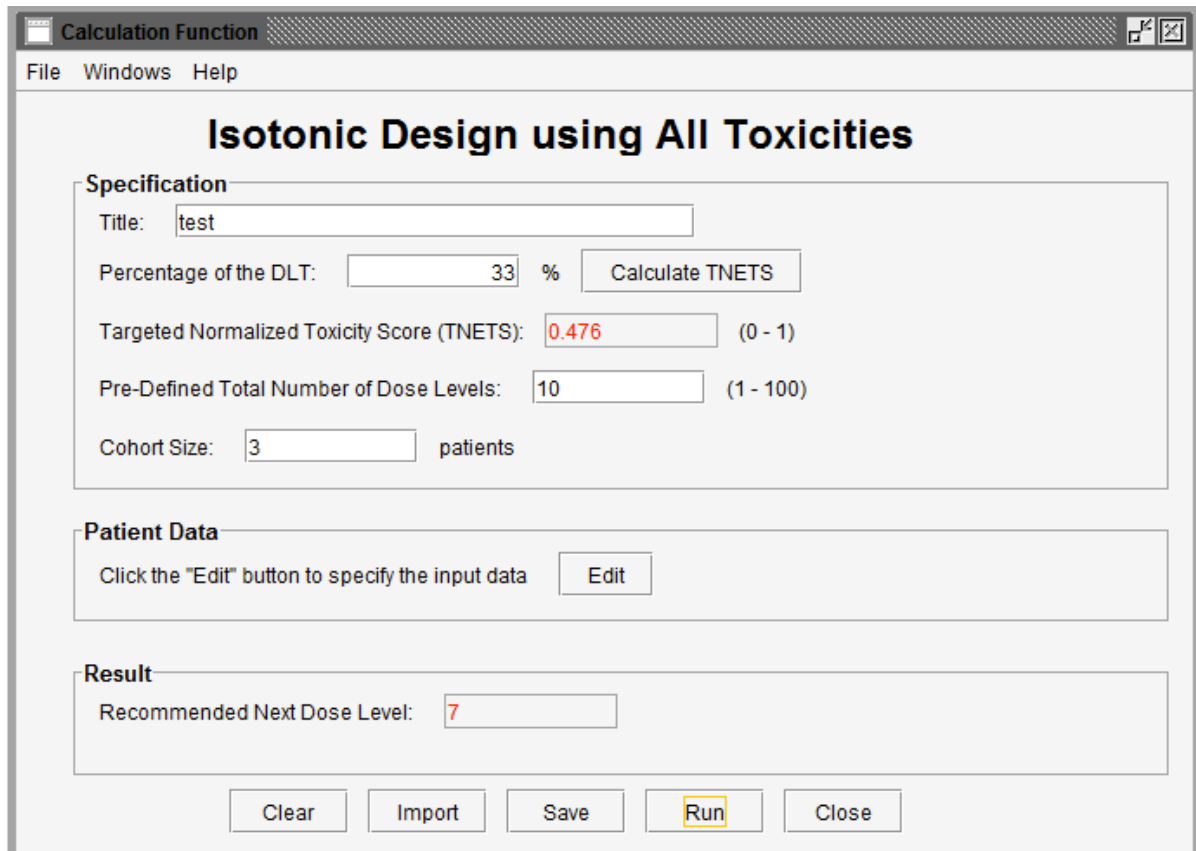 Calculation Function
File Windows Help
Isotonic Design using All Toxicities
Specification
Title: test
Percentage of the DLT: 33 % Calculate TNETS
Targeted Normalized Toxicity Score (TNETS): 0.476 (0 - 1)
Pre-Defined Total Number of Dose Levels: 10 (1 - 100)
Cohort Size: 3 patients
Patient Data
Click the "Edit" button to specify the input data Edit
Result
Recommended Next Dose Level: 7
Clear Import Save Run Close